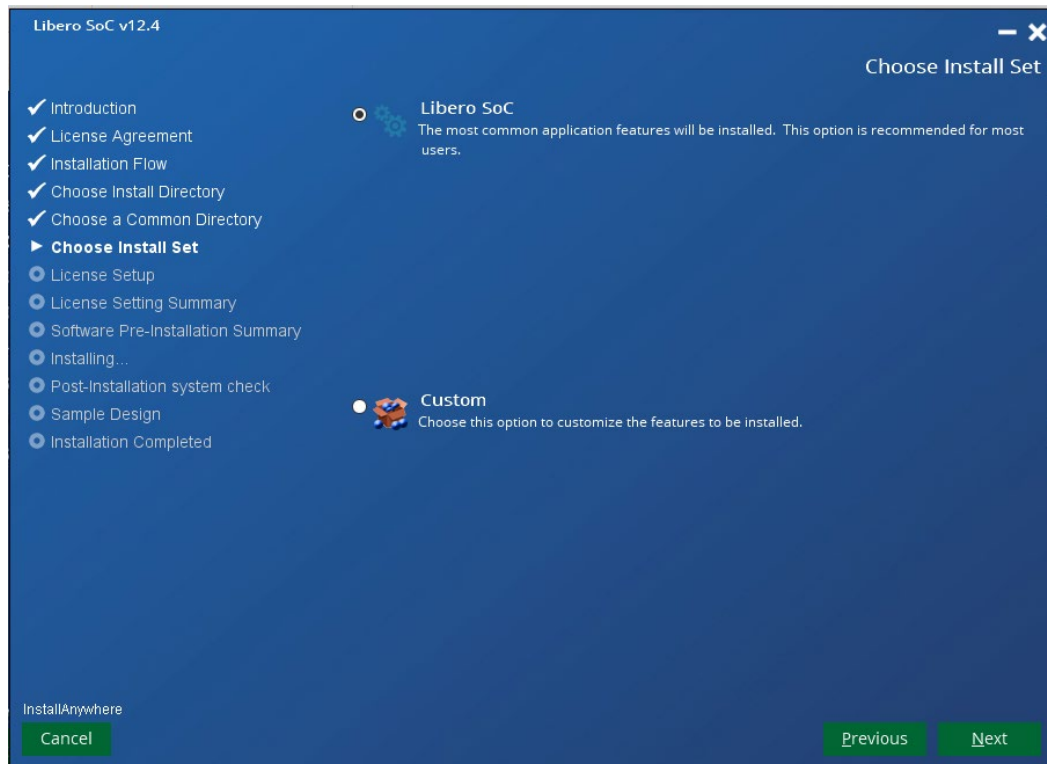 Libero SoC v12.4
Choose Install Set
Introduction
License Agreement
Installation Flow
Choose Install Directory
Choose a Common Directory
Choose Install Set
License Setup
License Setting Summary
Software Pre-Installation Summary
Installing...
Post-Installation system check
Sample Design
Installation Completed
Libero SoC
The most common application features will be installed. This option is recommended for most
users.
Custom
Choose this option to customize the features to be installed.
InstallAnywhere
Cancel
Previous
Next